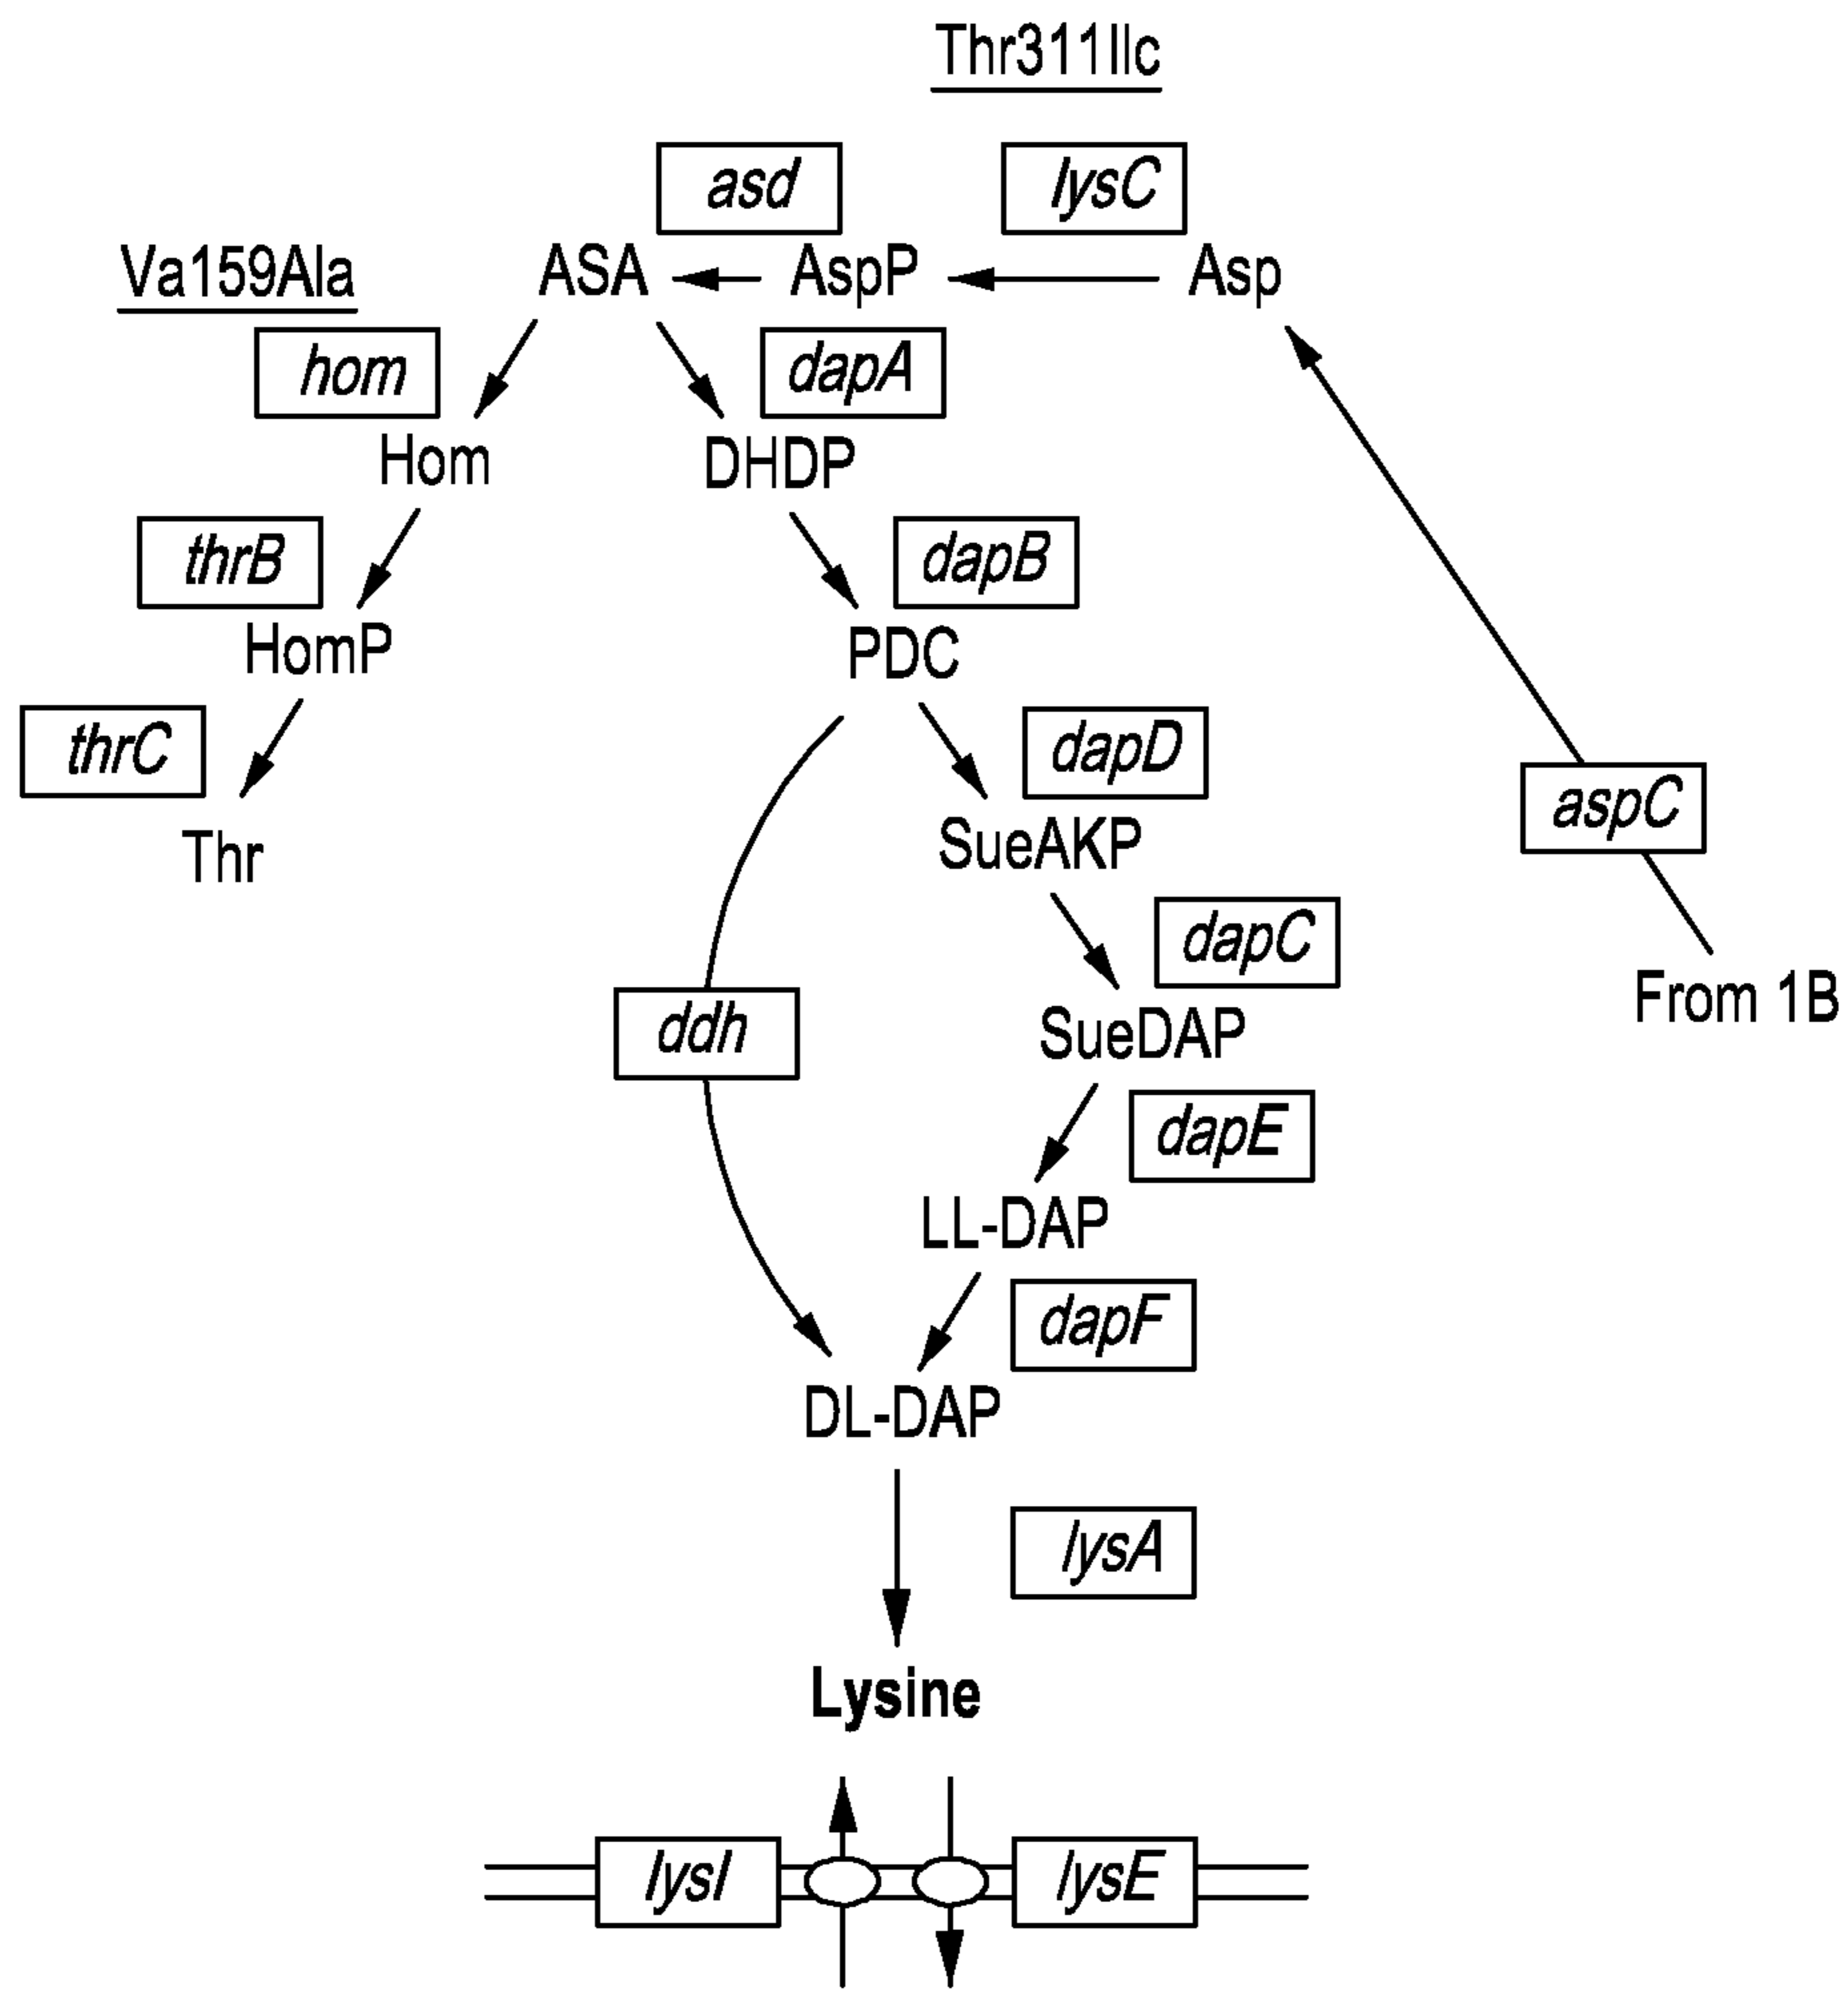 Thr311Ilc
asd
lysC
Va159Ala
ASA
AspP
Asp
hom
dapA
Hom
DHDP
thrB
dapB
HomP
PDC
thrC
dapD
aspC
Thr
SueAKP
dapC
From 1B
ddh
SueDAP
dapE
LL-DAP
dapF
DL-DAP
lysA
Lysine
lysI
lysE